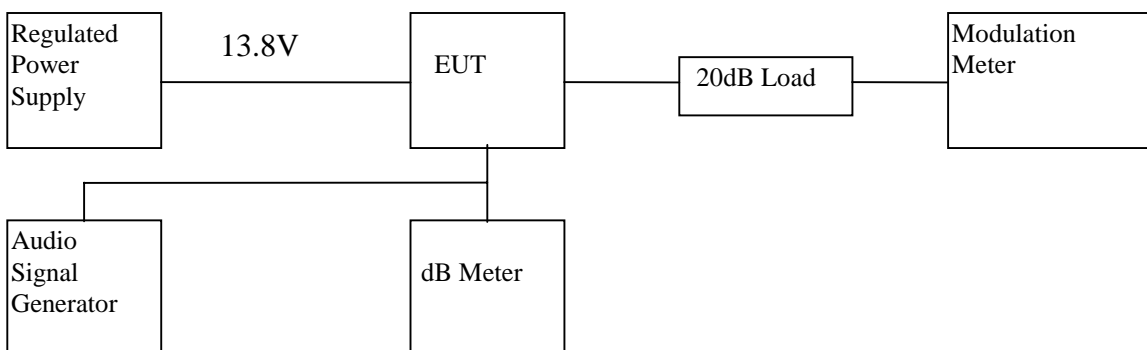 Regulated
Power
Supply
13.8V
EUT
20dB Load
Modulation
Meter
Audio
Signal
Generator
dB Meter